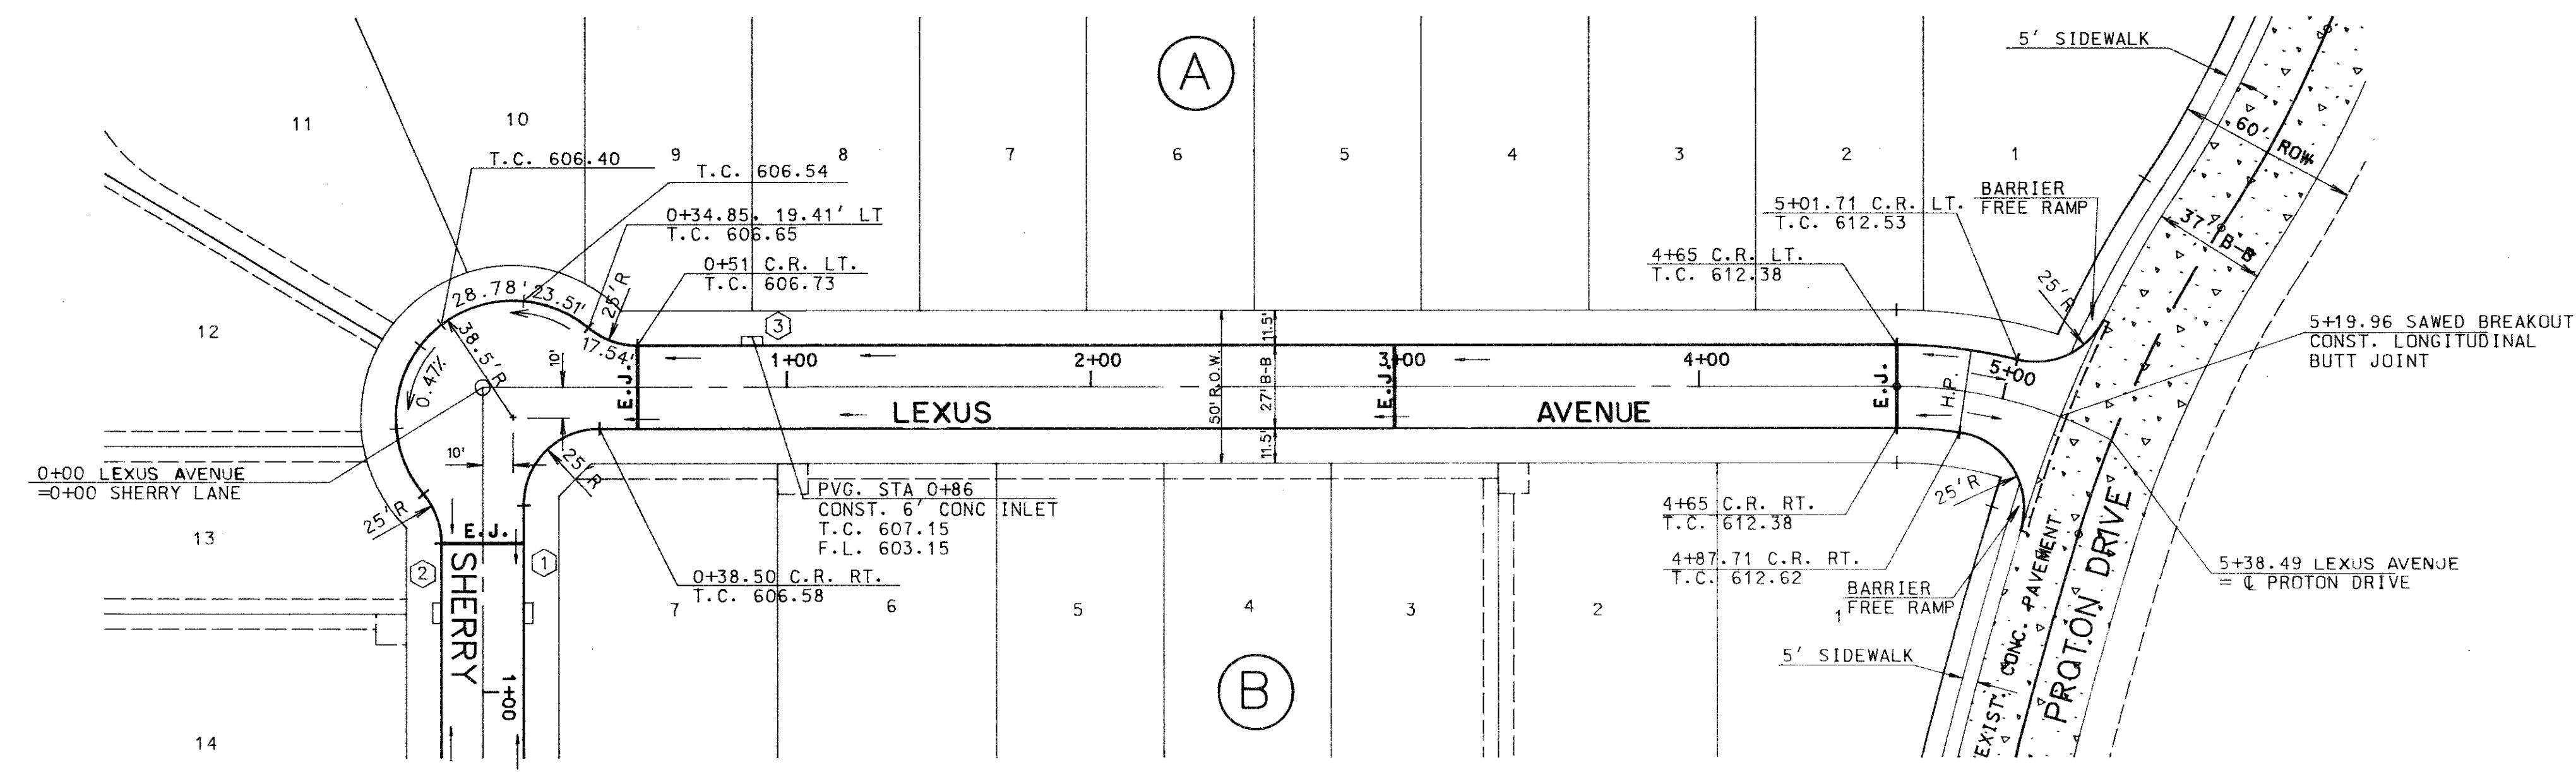 A
5' SIDEWALK
11
10
9
8
7
6
5
4
3
2
1
60' ROW
T.C. 606.40
T.C. 606.54
0+34.85, 19.41' LT
T.C. 606.65
0+51 C.R. LT.
T.C. 606.73
5+01.71 C.R. LT.
T.C. 612.53
BARRIER
FREE RAMP
4+65 C.R. LT.
T.C. 612.38
37' B-B
25'R
28.78'
23.51'
25'R
17.54'
38.5'R
0.47%
10'
3
12
E.J.
1+00
2+00
3+00
4+00
5+00
50' R.O.W.
11.5'
27' B-B
11.5'
E.J.
E.J.
H.P.
LEXUS
AVENUE
5+19.96 SAWED BREAKOUT
CONST. LONGITUDINAL
BUTT JOINT
0+00 LEXUS AVENUE
=0+00 SHERRY LANE
10'
25'R
25'R
PVG. STA 0+86
CONST. 6' CONC INLET
T.C. 607.15
F.L. 603.15
25'R
4+65 C.R. RT.
T.C. 612.38
4+87.71 C.R. RT.
T.C. 612.62
BARRIER
FREE RAMP
1
5+38.49 LEXUS AVENUE
= ℄ PROTON DRIVE
13
E.J.
2
1
SHERRY
1+00
0+38.50 C.R. RT.
T.C. 606.58
7
6
5
4
3
2
5' SIDEWALK
B
14
EXIST. CONC. PAVEMENT
PROTON DRIVE